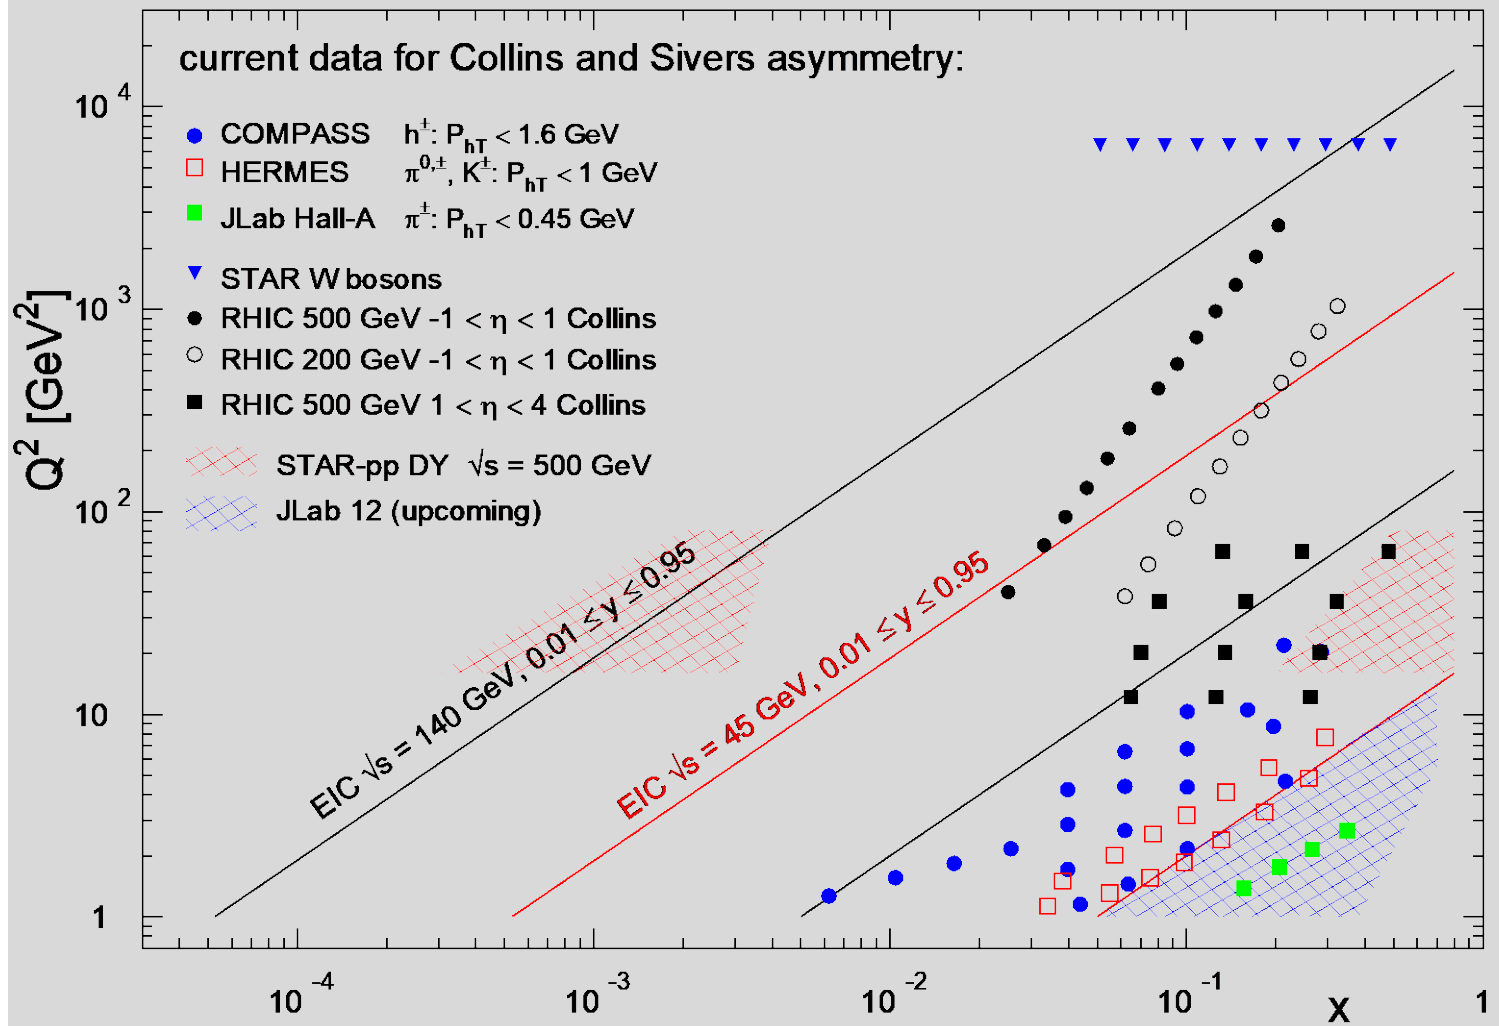 current data for Collins and Sivers asymmetry:
COMPASS h±: PhT < 1.6 GeV
HERMES π0,±, K±: PhT < 1 GeV
JLab Hall-A π±: PhT < 0.45 GeV
STAR W bosons
RHIC 500 GeV -1 < η < 1 Collins
RHIC 200 GeV -1 < η < 1 Collins
RHIC 500 GeV 1 < η < 4 Collins
STAR-pp DY √s = 500 GeV
JLab 12 (upcoming)
EIC √s = 140 GeV, 0.01 ≤ y ≤ 0.95
EIC √s = 45 GeV, 0.01 ≤ y ≤ 0.95
Q2 [GeV2]
10 4
10 3
10 2
10
1
10 -4
10 -3
10 -2
10 -1
1
x